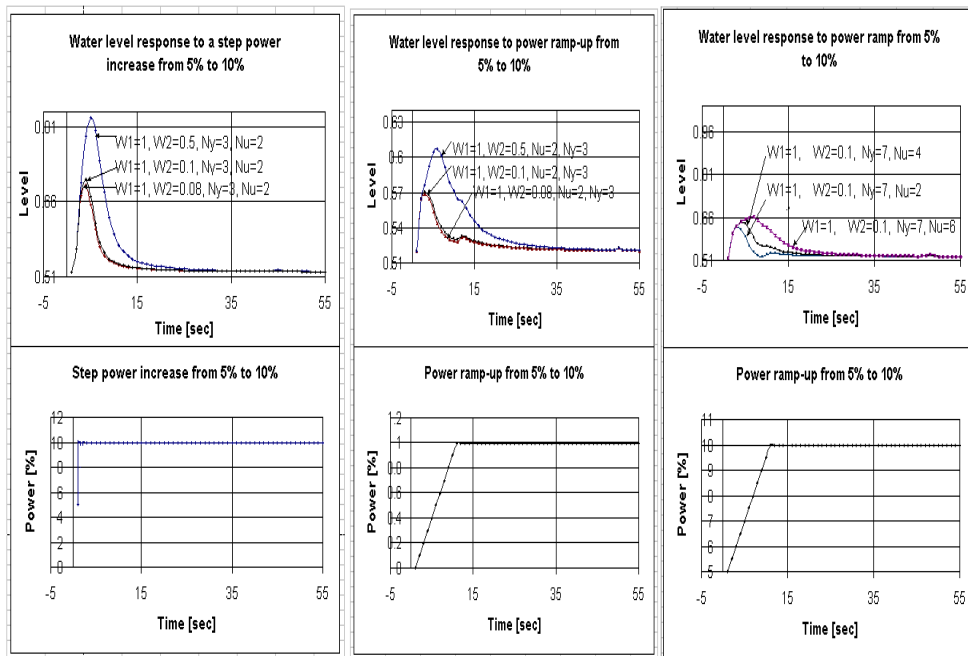 Water level response to a step power
increase from 5% to 10%
Level
0.51
W1=1, W2=0.5, Ny=3, Nu=2
W1=1, W2=0.1, Ny=3, Nu=2
W1=1, W2=0.08, Ny=3, Nu=2
-5 15 35 55
Time [sec]
Water level response to power ramp-up from
5% to 10%
Level
0.63
0.6
0.57
0.54
0.51
W1=1, W2=0.5, Nu=2, Ny=3
W1=1, W2=0.1, Nu=2, Ny=3
W1=1, W2=0.08, Nu=2, Ny=3
-5 15 35 55
Time [sec]
Water level response to power ramp from 5%
to 10%
Level
0.51
W1=1, W2=0.1, Ny=7, Nu=4
W1=1, W2=0.1, Ny=7, Nu=2
W1=1, W2=0.1, Ny=7, Nu=6
-5 15 35 55
Time [sec]
Step power increase from 5% to 10%
Power [%]
12
10
8
6
4
2
0
-5 15 35 55
Time [sec]
Power ramp-up from 5% to 10%
Power [%]
1.2
1
0.8
0.6
0.4
0.2
0
-5 15 35 55
Time [sec]
Power ramp-up from 5% to 10%
Power [%]
11
10
9
8
7
6
5
-5 15 35 55
Time [sec]